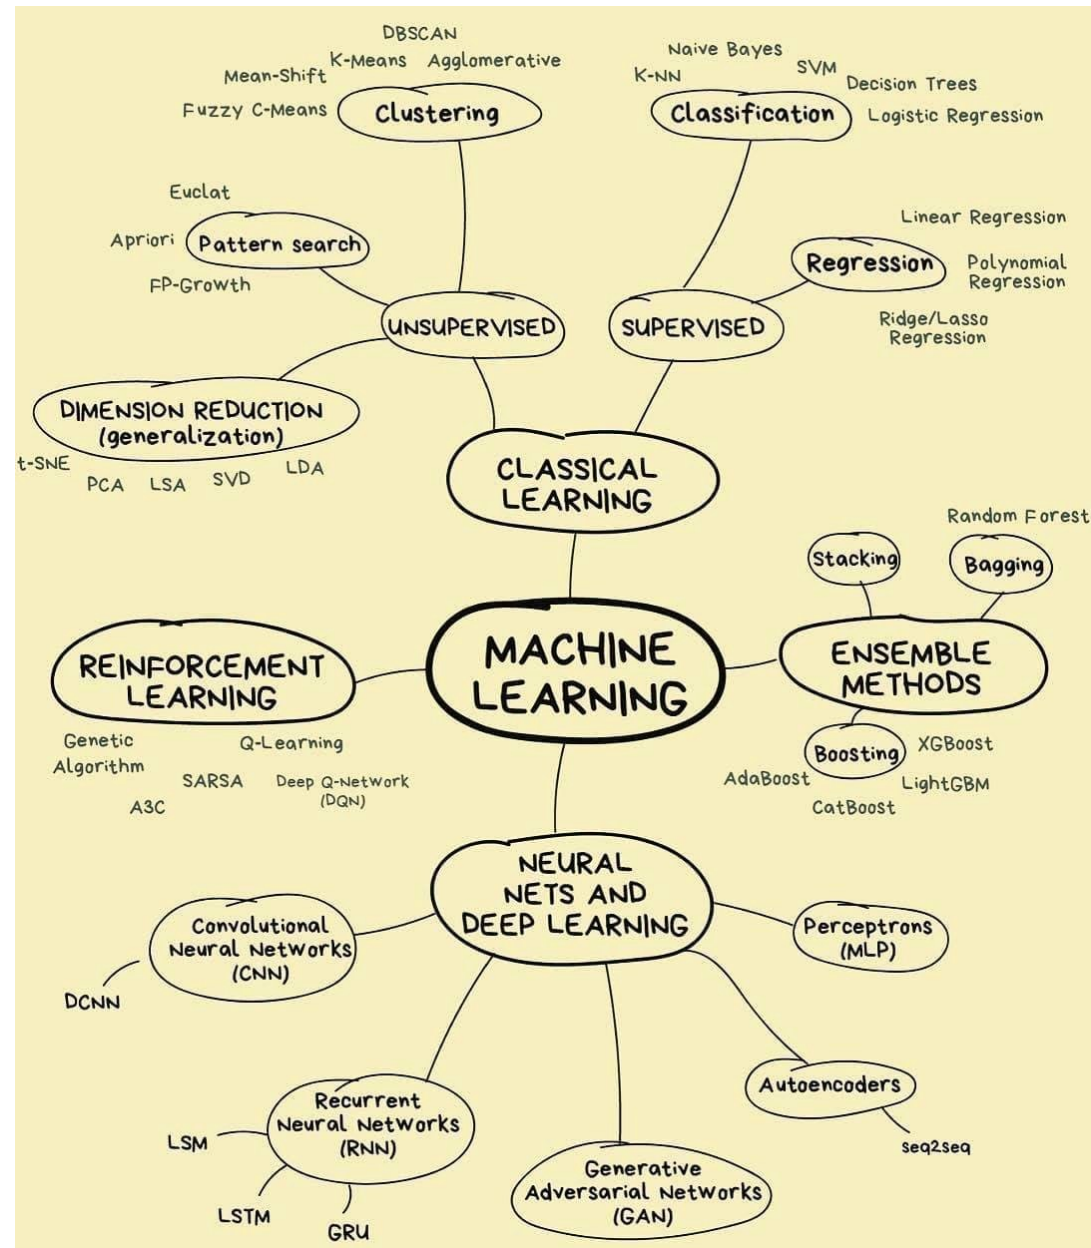 DBSCAN
K-Means
Agglomerative
Mean-Shift
Fuzzy C-Means
Clustering
Naive Bayes
K-NN
SVM
Decision Trees
Logistic Regression
Classification
Euclat
Apriori
Pattern search
FP-Growth
Linear Regression
Regression
Polynomial
Regression
Ridge/Lasso
Regression
UNSUPERVISED
SUPERVISED
DIMENSION REDUCTION
(generalization)
t-SNE
PCA
LSA
SVD
LDA
CLASSICAL
LEARNING
Random Forest
Stacking
Bagging
MACHINE
LEARNING
ENSEMBLE
METHODS
REINFORCEMENT
LEARNING
Genetic
Algorithm
Q-Learning
SARSA
Deep Q-Network
(DQN)
A3C
Boosting
XGBoost
AdaBoost
LightGBM
CatBoost
NEURAL
NETS AND
DEEP LEARNING
Convolutional
Neural Networks
(CNN)
DCNN
Perceptrons
(MLP)
Autoencoders
seq2seq
Recurrent
Neural Networks
(RNN)
LSM
LSTM
GRU
Generative
Adversarial Networks
(GAN)